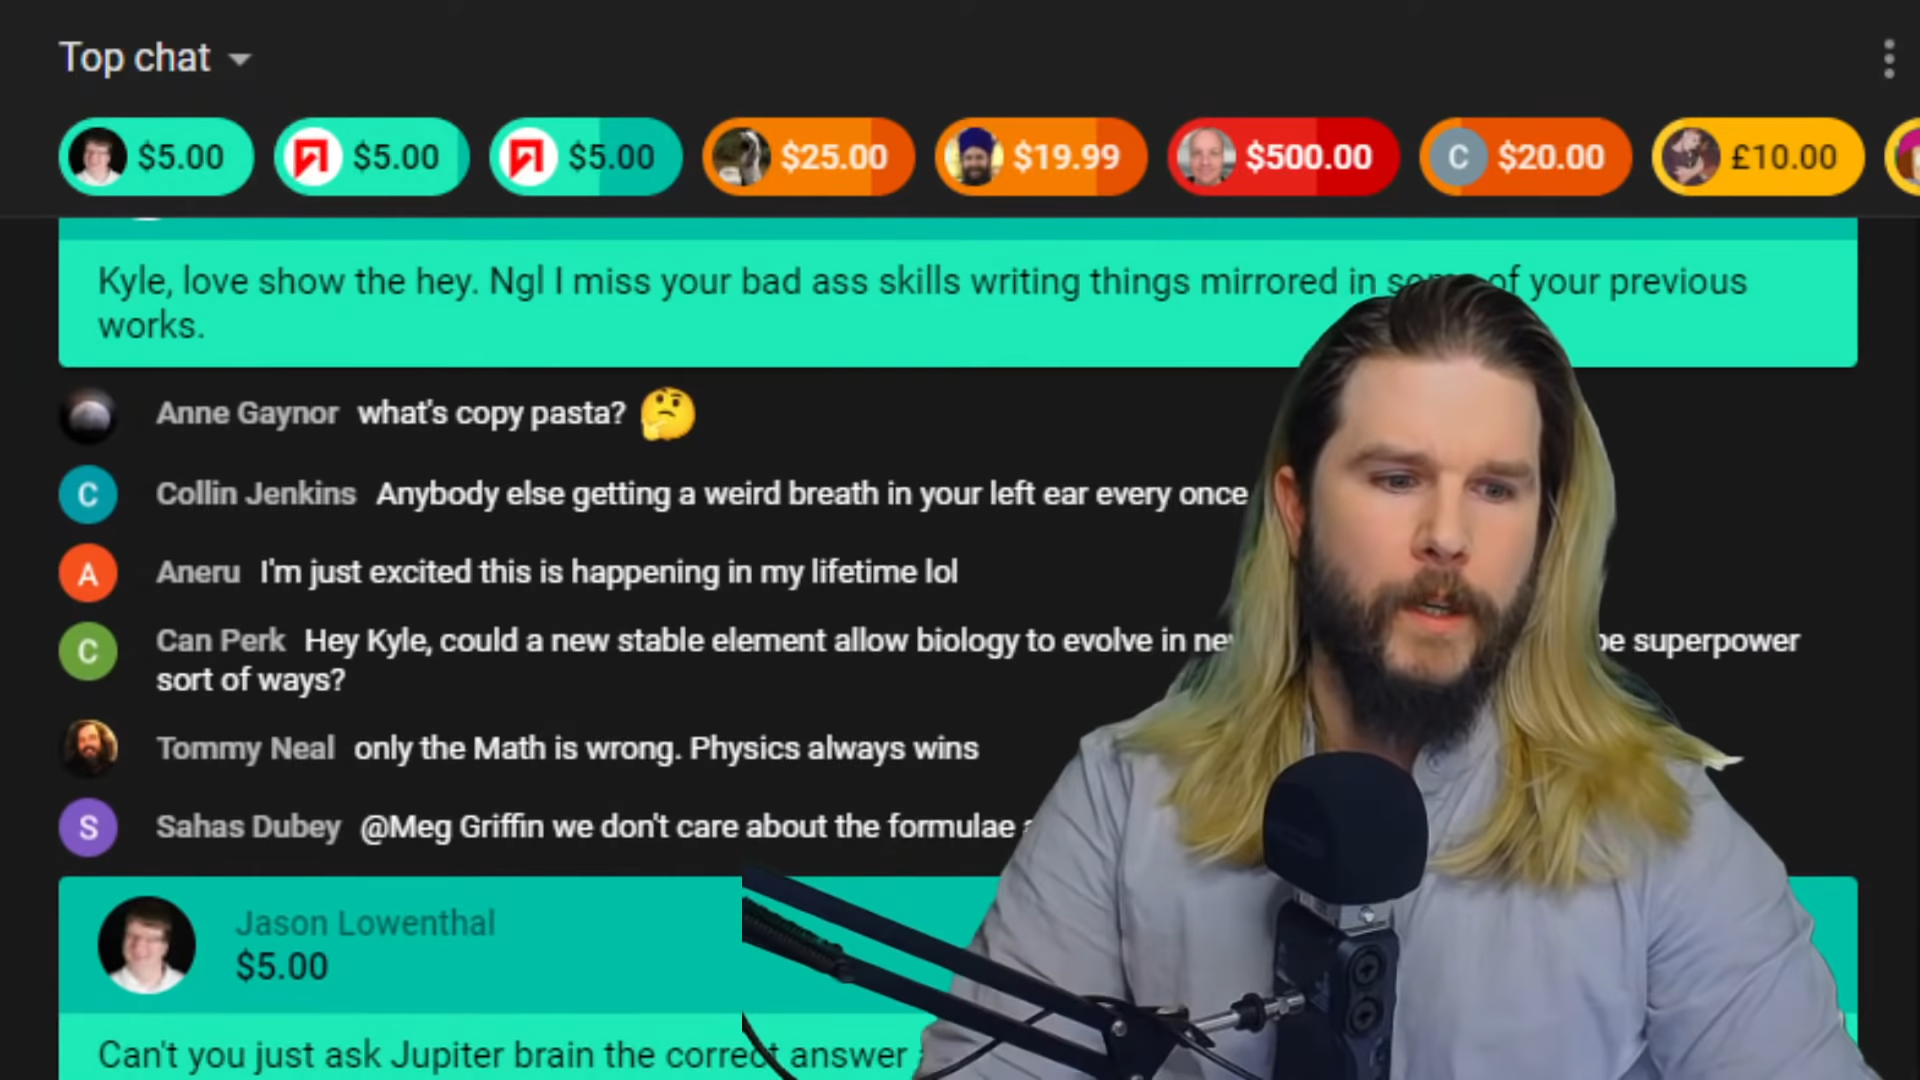 Top chat
$5.00 $5.00 $5.00 $25.00 $19.99 $500.00 C $20.00 £10.00
Kyle, love show the hey. Ngl I miss your bad ass skills writing things mirrored in of your previous
works.
Anne Gaynor what's copy pasta?
C Collin Jenkins Anybody else getting a weird breath in your left ear every once
A Aneru I'm just excited this is happening in my lifetime lol
C Can Perk Hey Kyle, could a new stable element allow biology to evolve in superpower
sort of ways?
Tommy Neal only the Math is wrong. Physics always wins
S Sahas Dubey @Meg Griffin we don't care about the formulae
Jason Lowenthal
$5.00
Can't you just ask Jupiter brain the correct answer